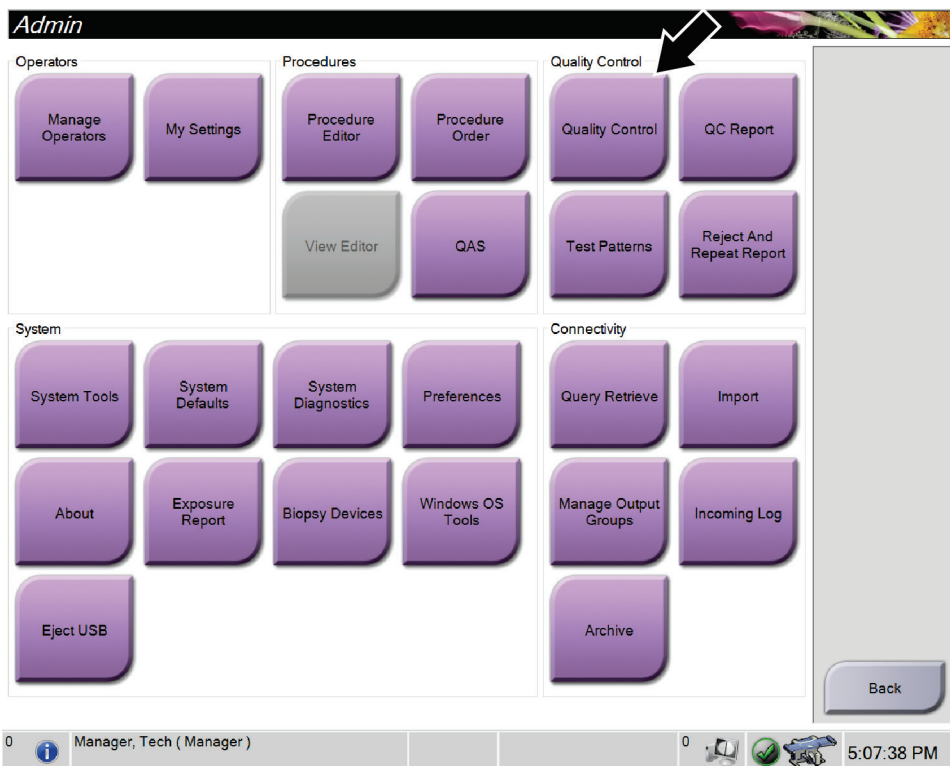 Admin
Operators
Procedures
Quality Control
Manage
Operators
My Settings
Procedure
Editor
Procedure
Order
Quality Control
QC Report
View Editor
QAS
Test Patterns
Reject And
Repeat Report
System
Connectivity
System Tools
System
Defaults
System
Diagnostics
Preferences
Query Retrieve
Import
About
Exposure
Report
Biopsy Devices
Windows OS
Tools
Manage Output
Groups
Incoming Log
Eject USB
Archive
Back
0
Manager, Tech ( Manager )
0
5:07:38 PM